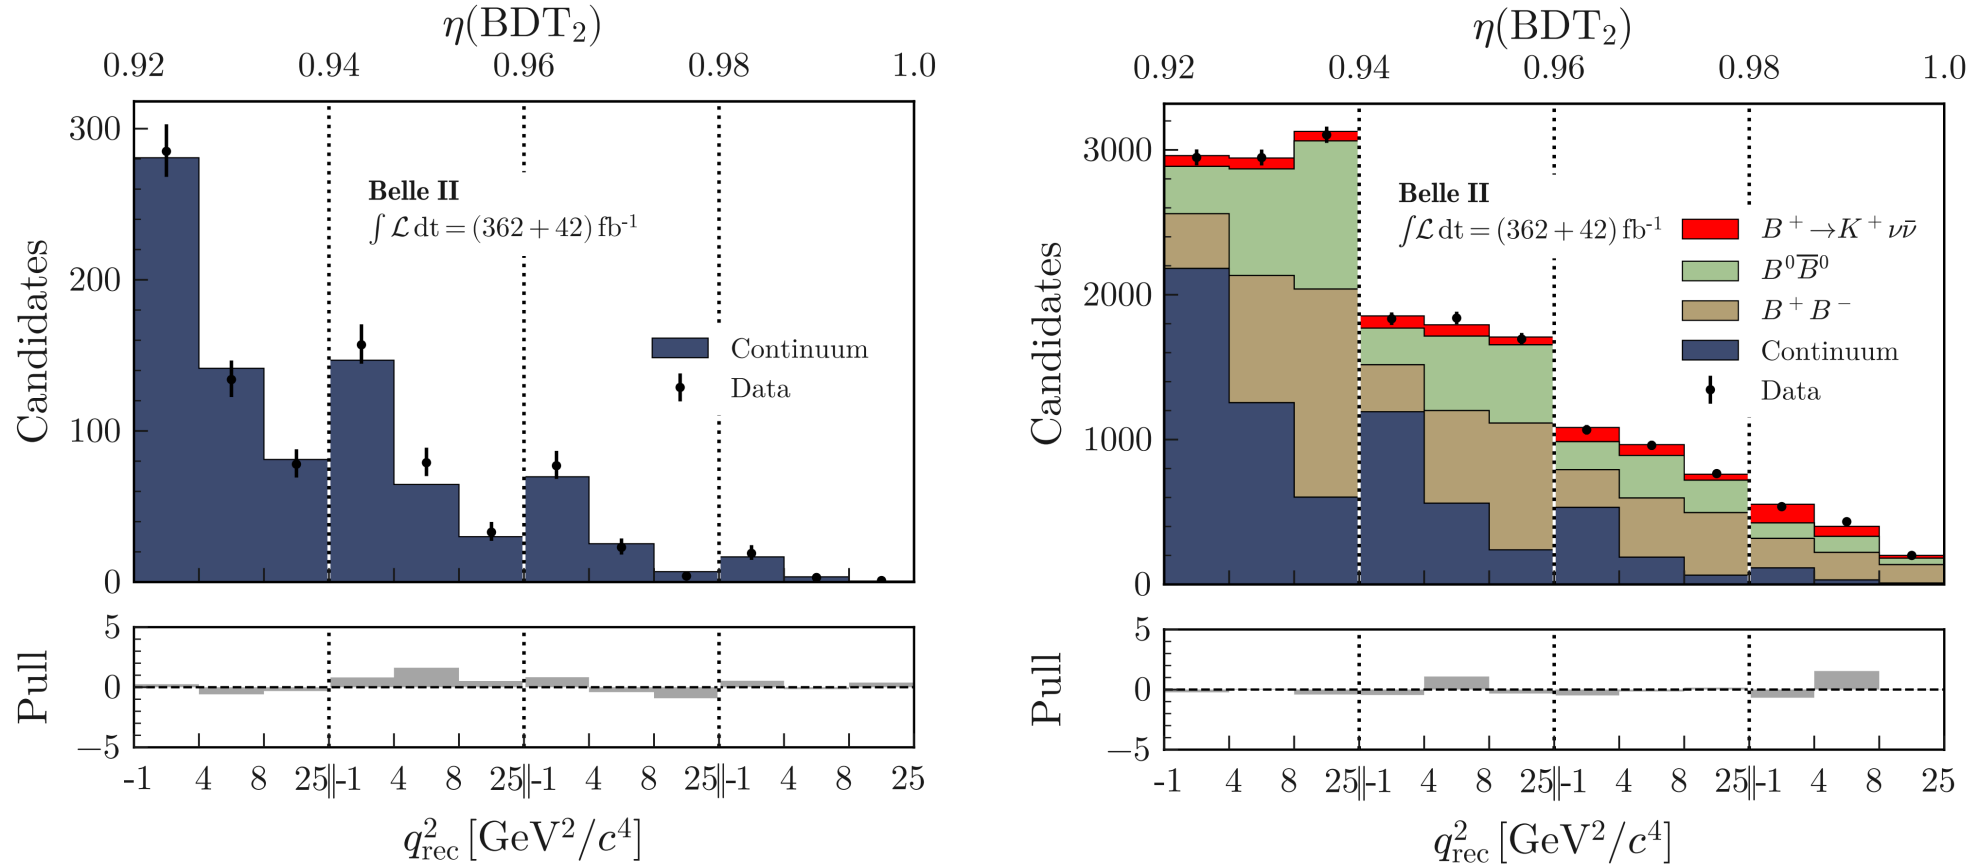 η(BDT₂)
0.92 0.94 0.96 0.98 1.0
300
200
100
0
Candidates
Belle II
∫ ℒ dt = (362 + 42) fb⁻¹
Continuum
Data
5
0
−5
Pull
-1 4 8 25||-1 4 8 25||-1 4 8 25||-1 4 8 25
q²rec [GeV²/c⁴]
η(BDT₂)
0.92 0.94 0.96 0.98 1.0
3000
2000
1000
0
Candidates
Belle II
∫ℒ dt = (362 + 42) fb⁻¹
B⁺→K⁺νν̄
B⁰B̅⁰
B⁺B⁻
Continuum
Data
5
0
−5
Pull
-1 4 8 25||-1 4 8 25||-1 4 8 25||-1 4 8 25
q²rec [GeV²/c⁴]